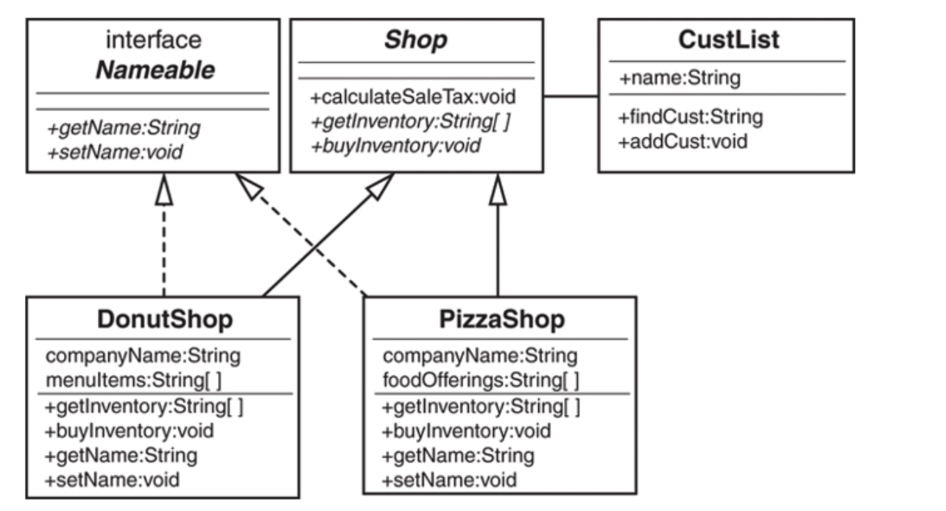 interface
Nameable
+getName:String
+setName:void
Shop
+calculateSaleTax:void
+getInventory:String[ ]
+buyInventory:void
CustList
+name:String
+findCust:String
+addCust:void
DonutShop
companyName:String
menuItems:String[ ]
+getInventory:String[ ]
+buyInventory:void
+getName:String
+setName:void
PizzaShop
companyName:String
foodOfferings:String[ ]
+getInventory:String[ ]
+buyInventory:void
+getName:String
+setName:void